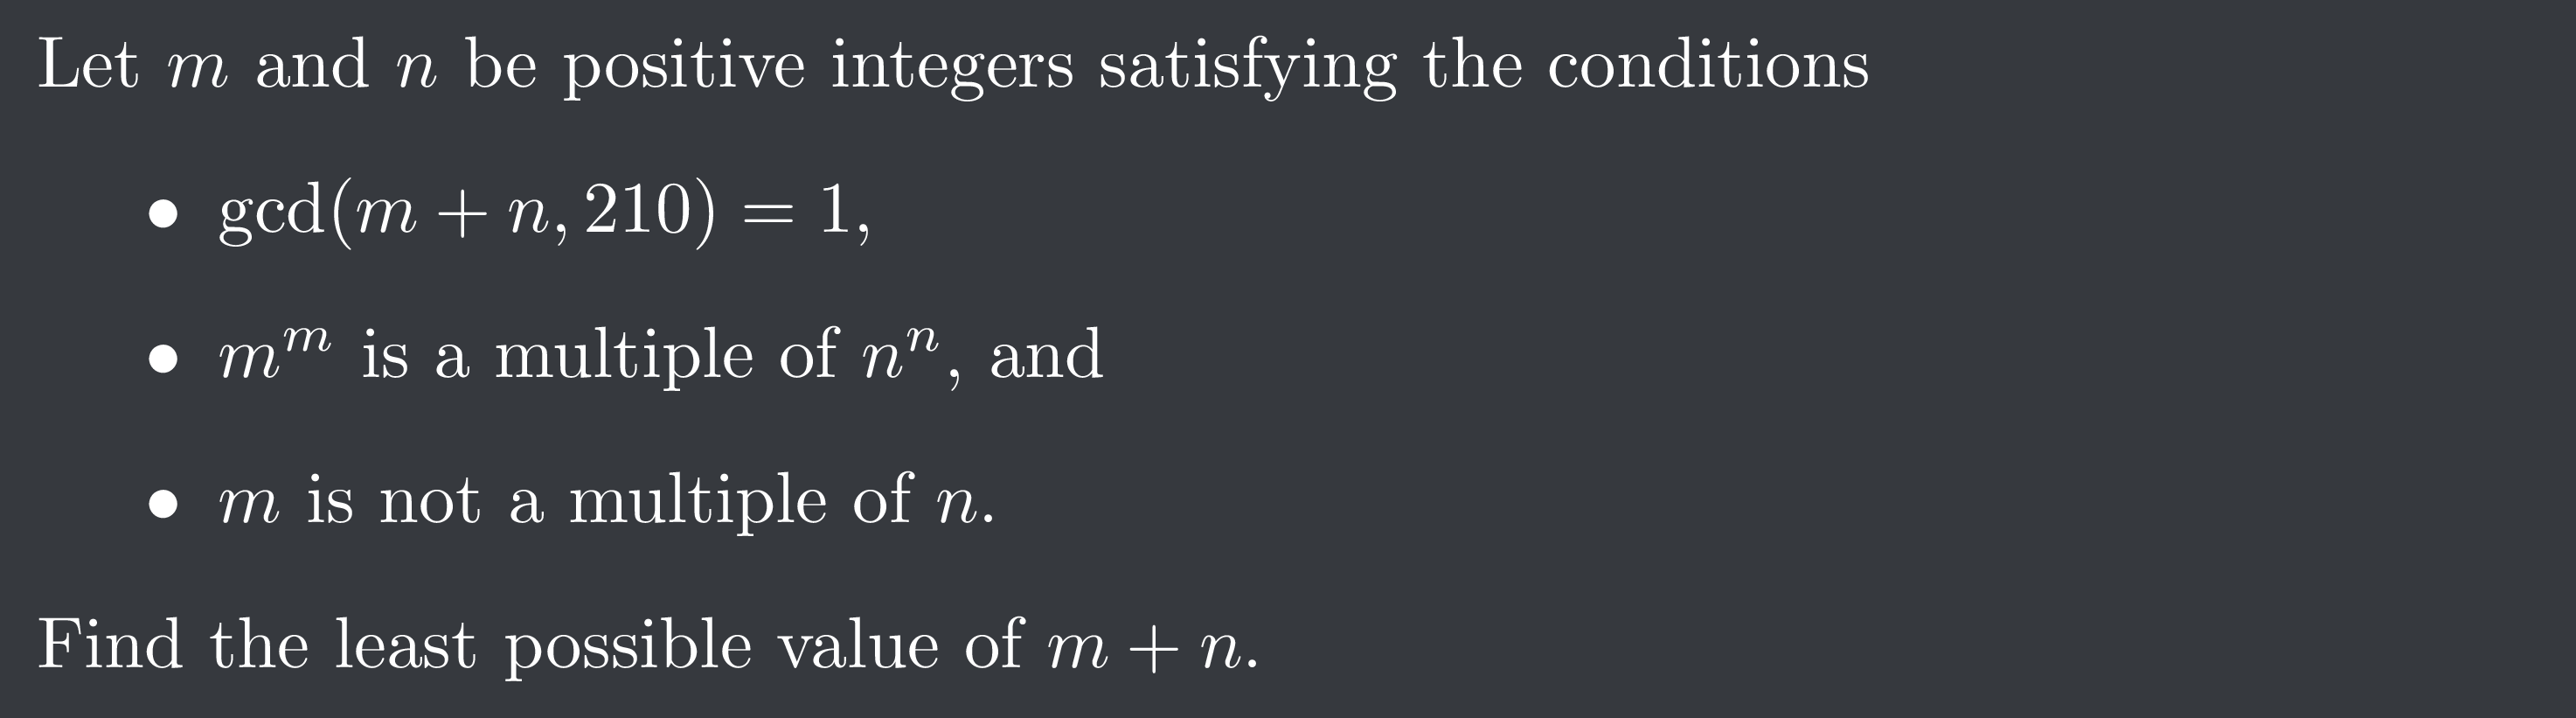 Let m and n be positive integers satisfying the conditions
• gcd(m + n, 210) = 1,
• m^m is a multiple of n^n, and
• m is not a multiple of n.
Find the least possible value of m + n.